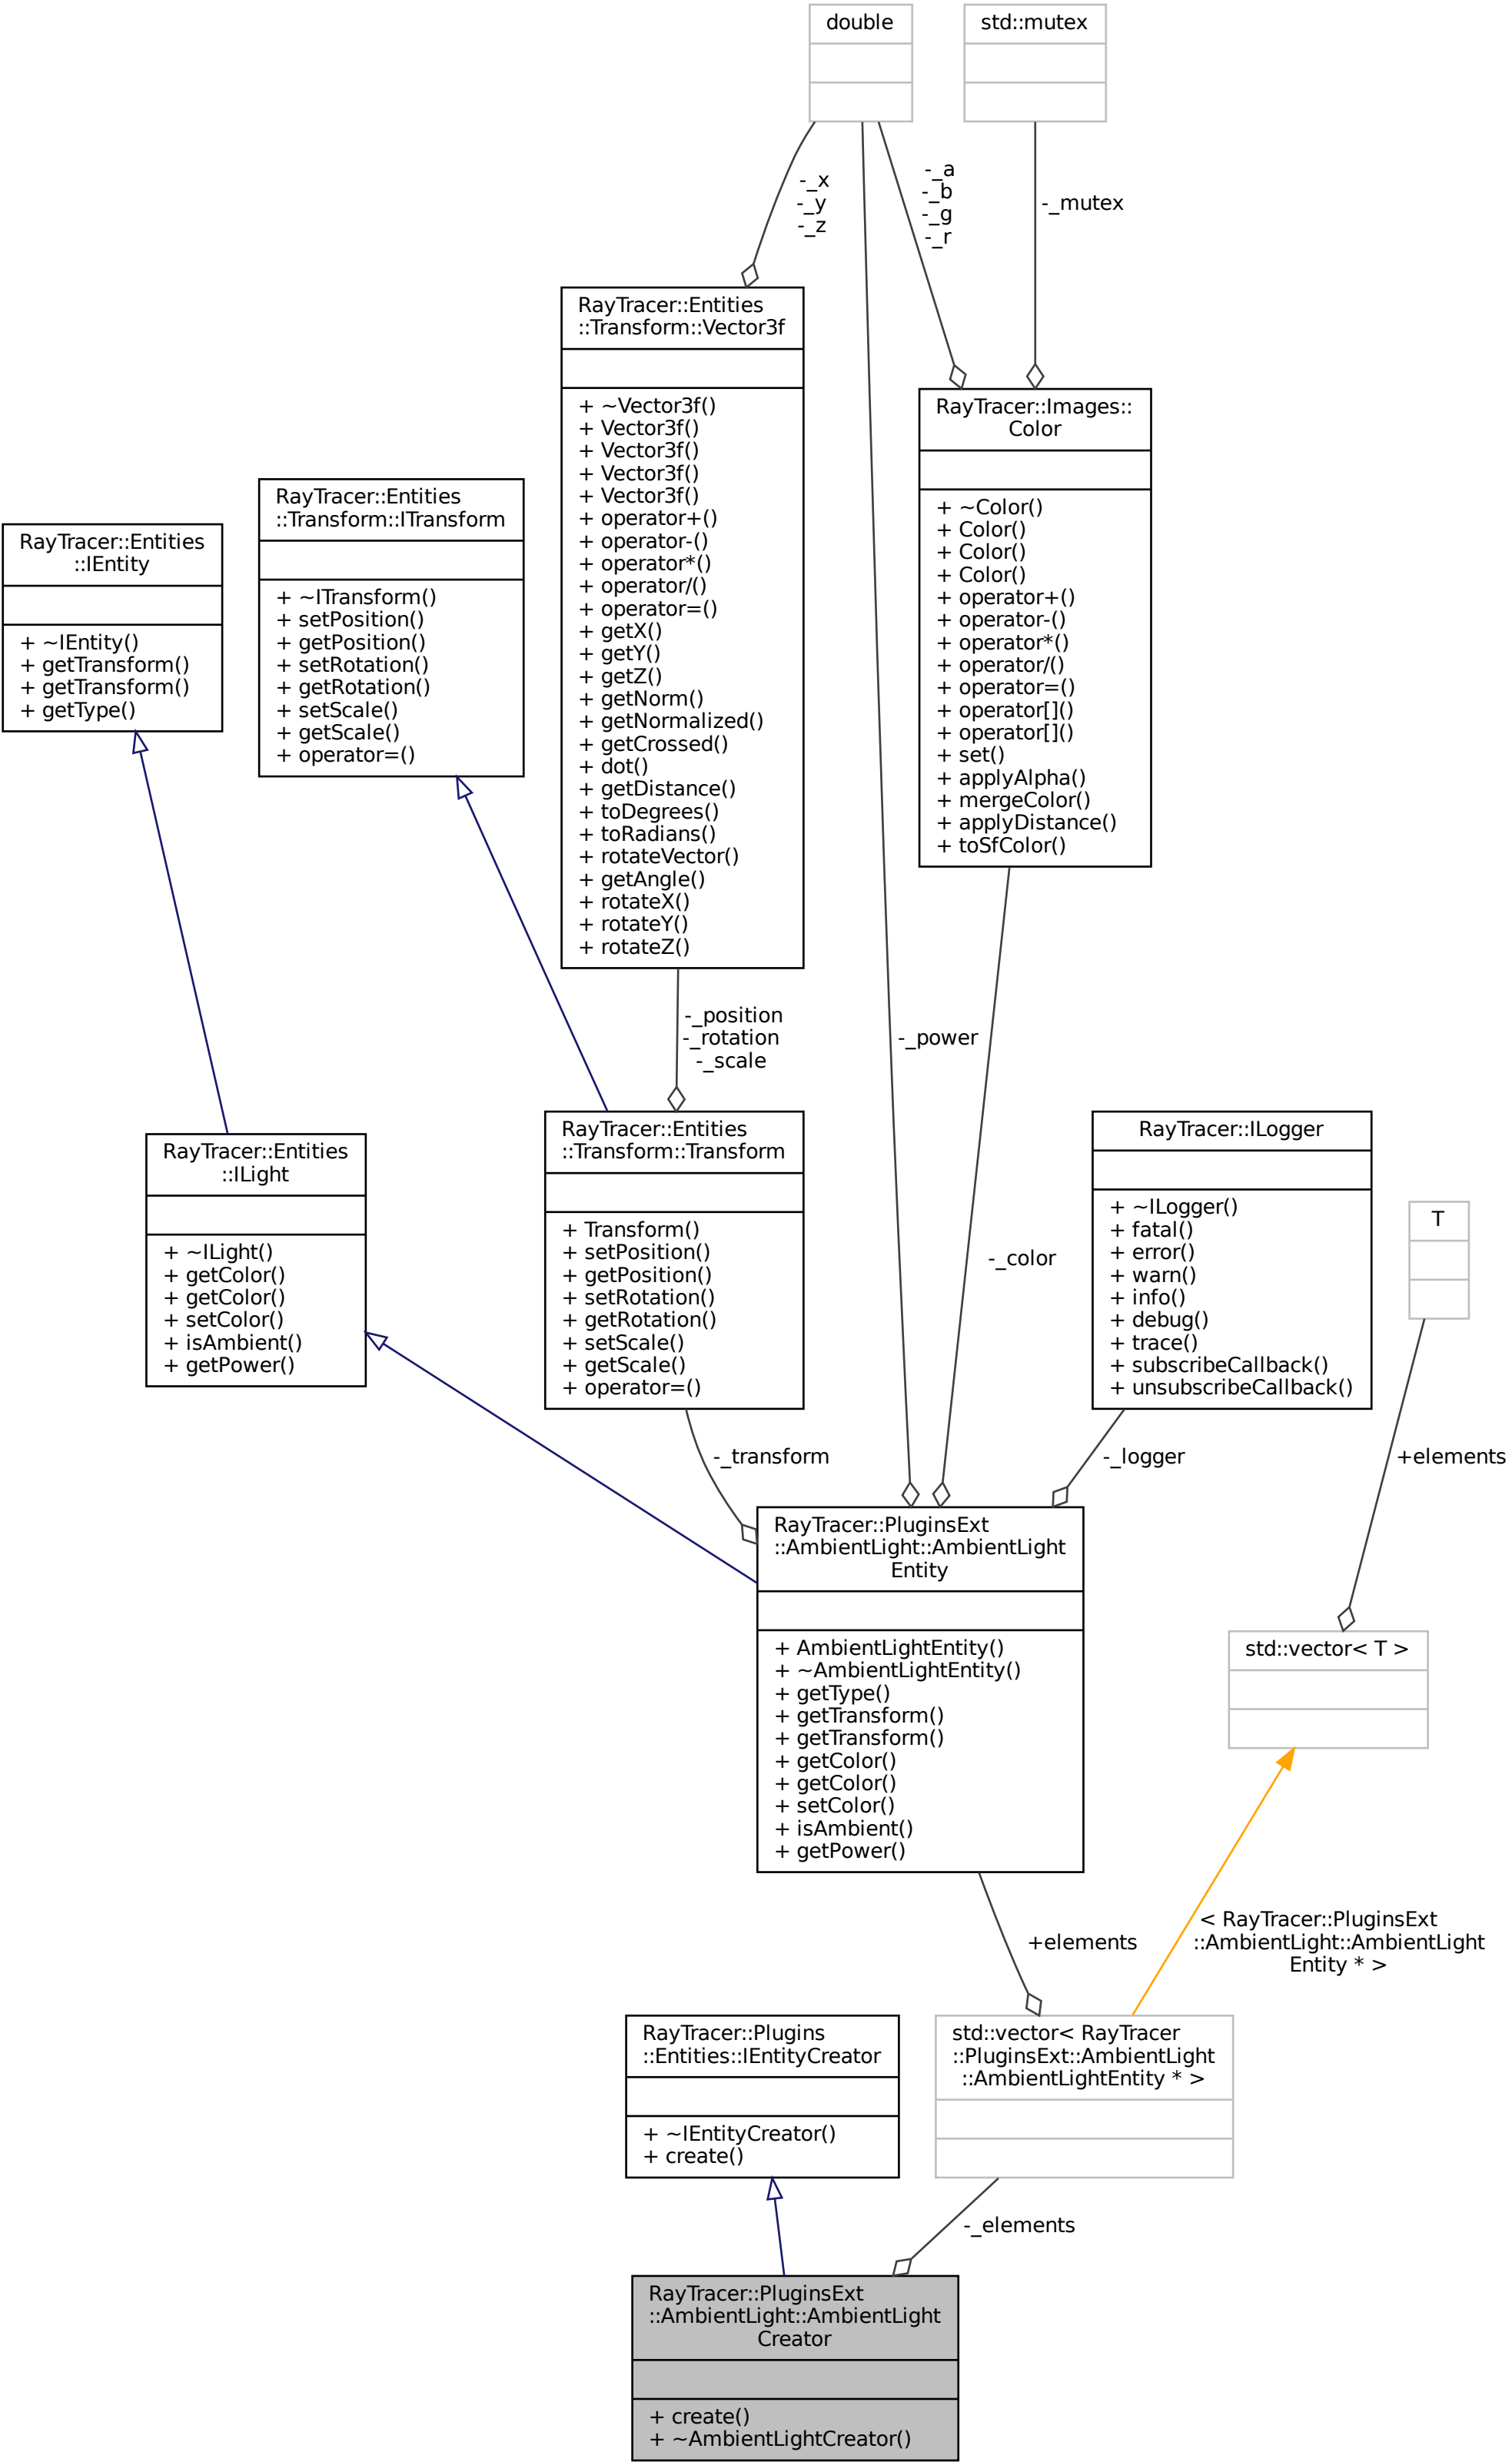 double
std::mutex
-_x
-_y
-_z
-_a
-_b
-_g
-_r
-_mutex
RayTracer::Entities
::Transform::Vector3f
+ ~Vector3f()
+ Vector3f()
+ Vector3f()
+ Vector3f()
+ Vector3f()
+ operator+()
+ operator-()
+ operator*()
+ operator/()
+ operator=()
+ getX()
+ getY()
+ getZ()
+ getNorm()
+ getNormalized()
+ getCrossed()
+ dot()
+ getDistance()
+ toDegrees()
+ toRadians()
+ rotateVector()
+ getAngle()
+ rotateX()
+ rotateY()
+ rotateZ()
RayTracer::Images::
Color
+ ~Color()
+ Color()
+ Color()
+ Color()
+ operator+()
+ operator-()
+ operator*()
+ operator/()
+ operator=()
+ operator[]()
+ operator[]()
+ set()
+ applyAlpha()
+ mergeColor()
+ applyDistance()
+ toSfColor()
RayTracer::Entities
::Transform::ITransform
+ ~ITransform()
+ setPosition()
+ getPosition()
+ setRotation()
+ getRotation()
+ setScale()
+ getScale()
+ operator=()
RayTracer::Entities
::IEntity
+ ~IEntity()
+ getTransform()
+ getTransform()
+ getType()
-_position
-_rotation
-_scale
-_power
RayTracer::Entities
::ILight
+ ~ILight()
+ getColor()
+ getColor()
+ setColor()
+ isAmbient()
+ getPower()
RayTracer::Entities
::Transform::Transform
+ Transform()
+ setPosition()
+ getPosition()
+ setRotation()
+ getRotation()
+ setScale()
+ getScale()
+ operator=()
-_color
RayTracer::ILogger
+ ~ILogger()
+ fatal()
+ error()
+ warn()
+ info()
+ debug()
+ trace()
+ subscribeCallback()
+ unsubscribeCallback()
T
-_transform
-_logger
+elements
RayTracer::PluginsExt
::AmbientLight::AmbientLight
Entity
+ AmbientLightEntity()
+ ~AmbientLightEntity()
+ getType()
+ getTransform()
+ getTransform()
+ getColor()
+ getColor()
+ setColor()
+ isAmbient()
+ getPower()
std::vector< T >
+elements
< RayTracer::PluginsExt
::AmbientLight::AmbientLight
Entity * >
RayTracer::Plugins
::Entities::IEntityCreator
+ ~IEntityCreator()
+ create()
std::vector< RayTracer
::PluginsExt::AmbientLight
::AmbientLightEntity * >
-_elements
RayTracer::PluginsExt
::AmbientLight::AmbientLight
Creator
+ create()
+ ~AmbientLightCreator()